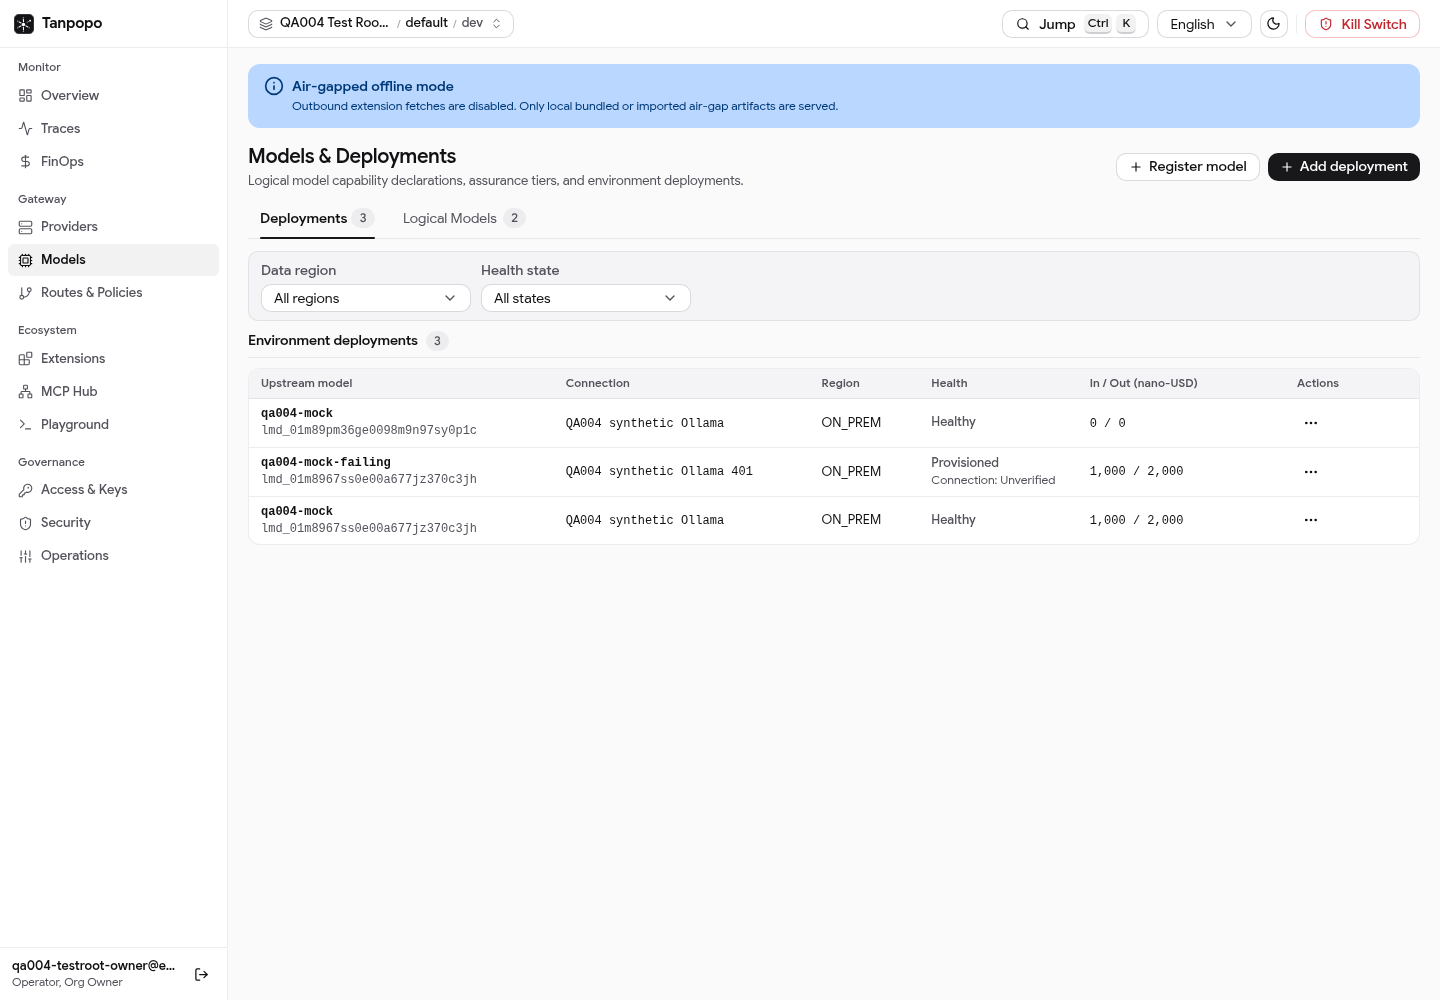 Tanpopo
QA004 Test Roo... / default / dev
Jump Ctrl K
English
Kill Switch
Monitor
Overview
Traces
FinOps
Gateway
Providers
Models
Routes & Policies
Ecosystem
Extensions
MCP Hub
Playground
Governance
Access & Keys
Security
Operations
qa004-testroot-owner@e...
Operator, Org Owner
Air-gapped offline mode
Outbound extension fetches are disabled. Only local bundled or imported air-gap artifacts are served.
Models & Deployments
Logical model capability declarations, assurance tiers, and environment deployments.
Register model
Add deployment
Deployments 3
Logical Models 2
Data region
Health state
All regions
All states
Environment deployments 3
Upstream model Connection Region Health In / Out (nano-USD) Actions
qa004-mock
lmd_01m89pm36ge0098m9n97sy0p1c
QA004 synthetic Ollama ON_PREM Healthy 0 / 0
qa004-mock-failing
lmd_01m8967ss0e00a677jz370c3jh
QA004 synthetic Ollama 401 ON_PREM
Provisioned
Connection: Unverified
1,000 / 2,000
qa004-mock
lmd_01m8967ss0e00a677jz370c3jh
QA004 synthetic Ollama ON_PREM Healthy 1,000 / 2,000